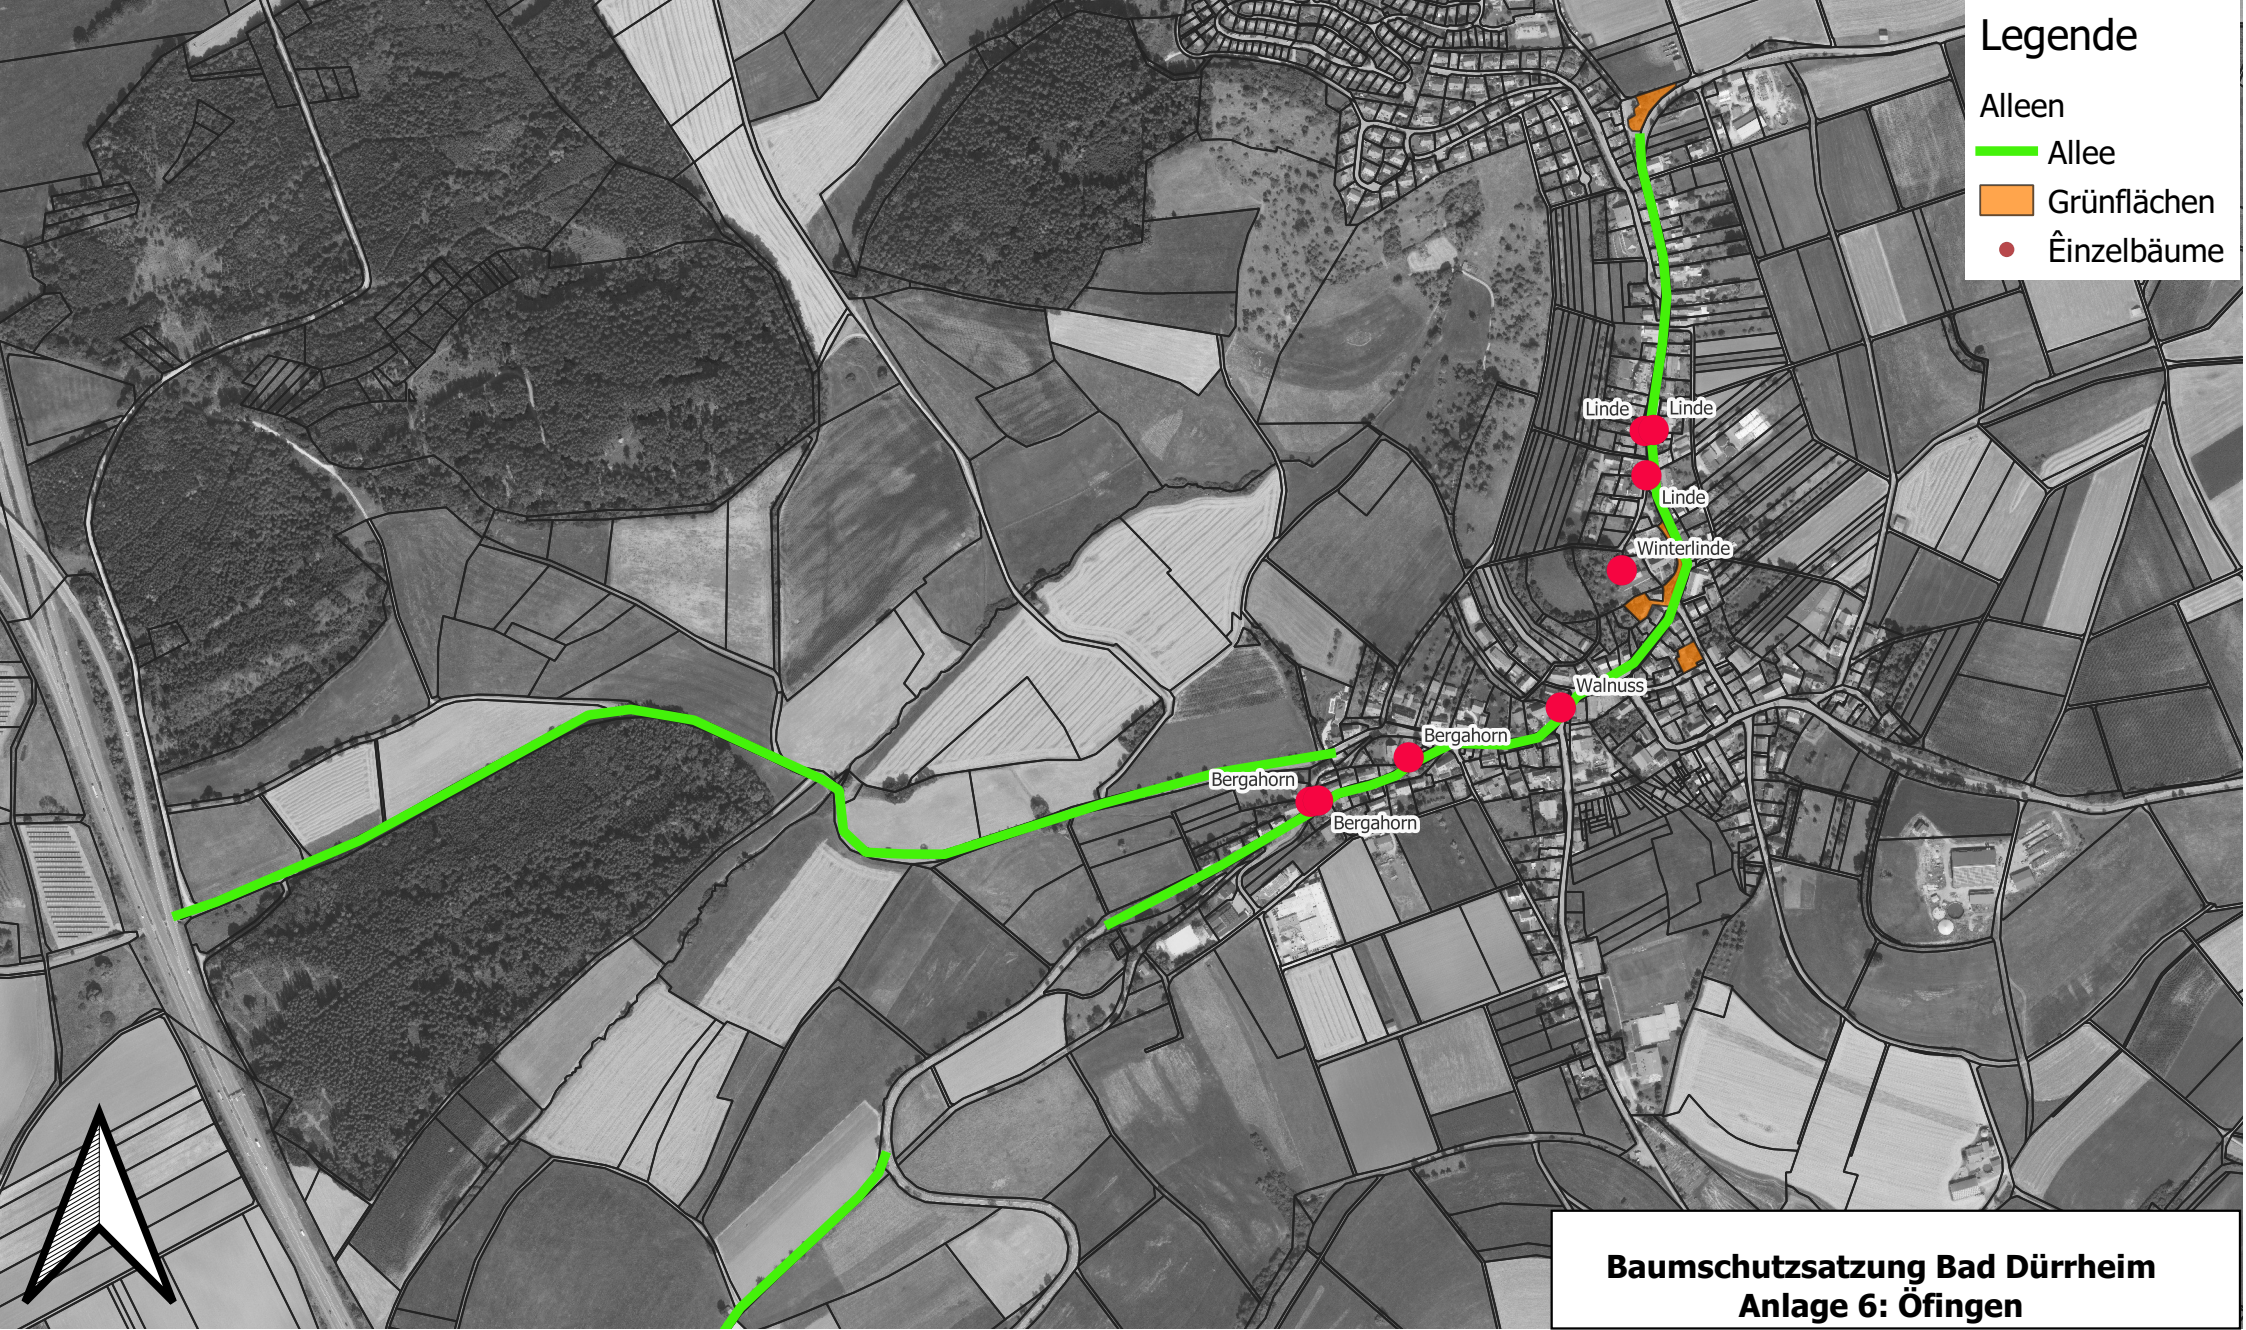 Legende
Alleen
Allee
Grünflächen
Êinzelbäume
Linde
Linde
Linde
Winterlinde
Walnuss
Bergahorn
Bergahorn
Bergahorn
Baumschutzsatzung Bad Dürrheim
Anlage 6: Öfingen